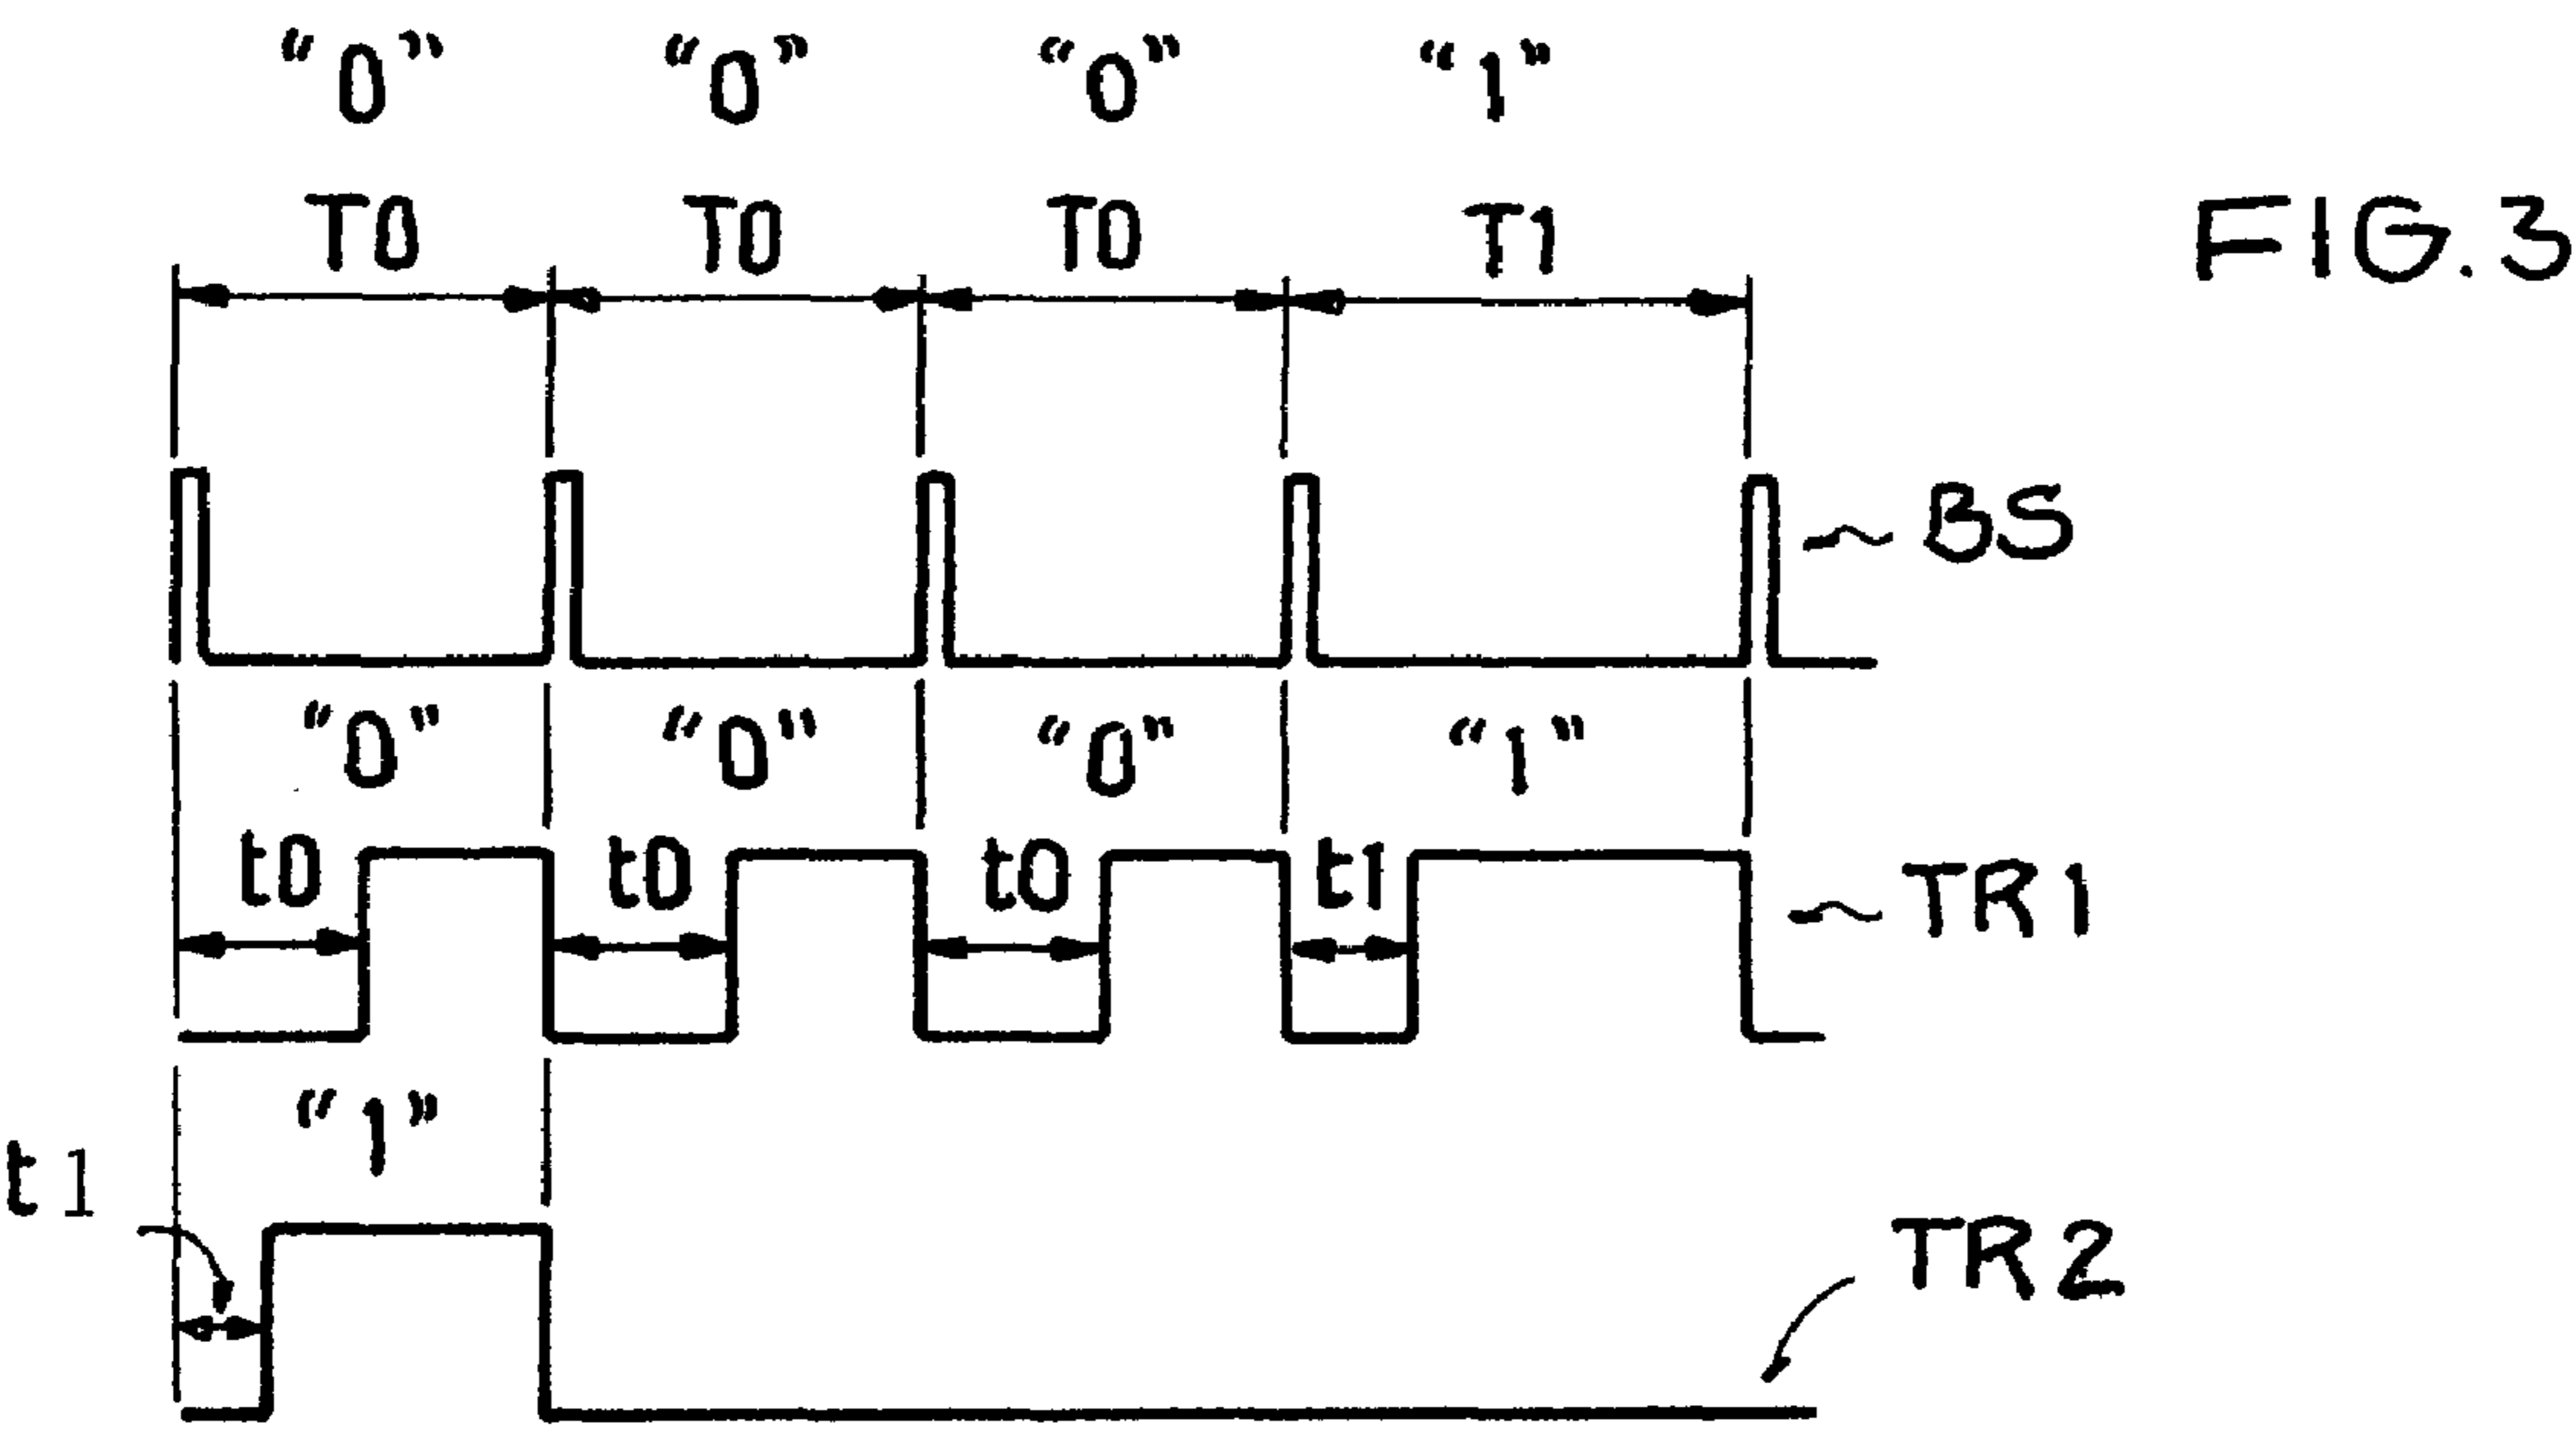 “0” “0” “0” “1”
T0 T0 T0 T1
FIG.3
BS
“0” “0” “0” “1”
t0 t0 t0 t1
TR1
“1”
t1
TR2